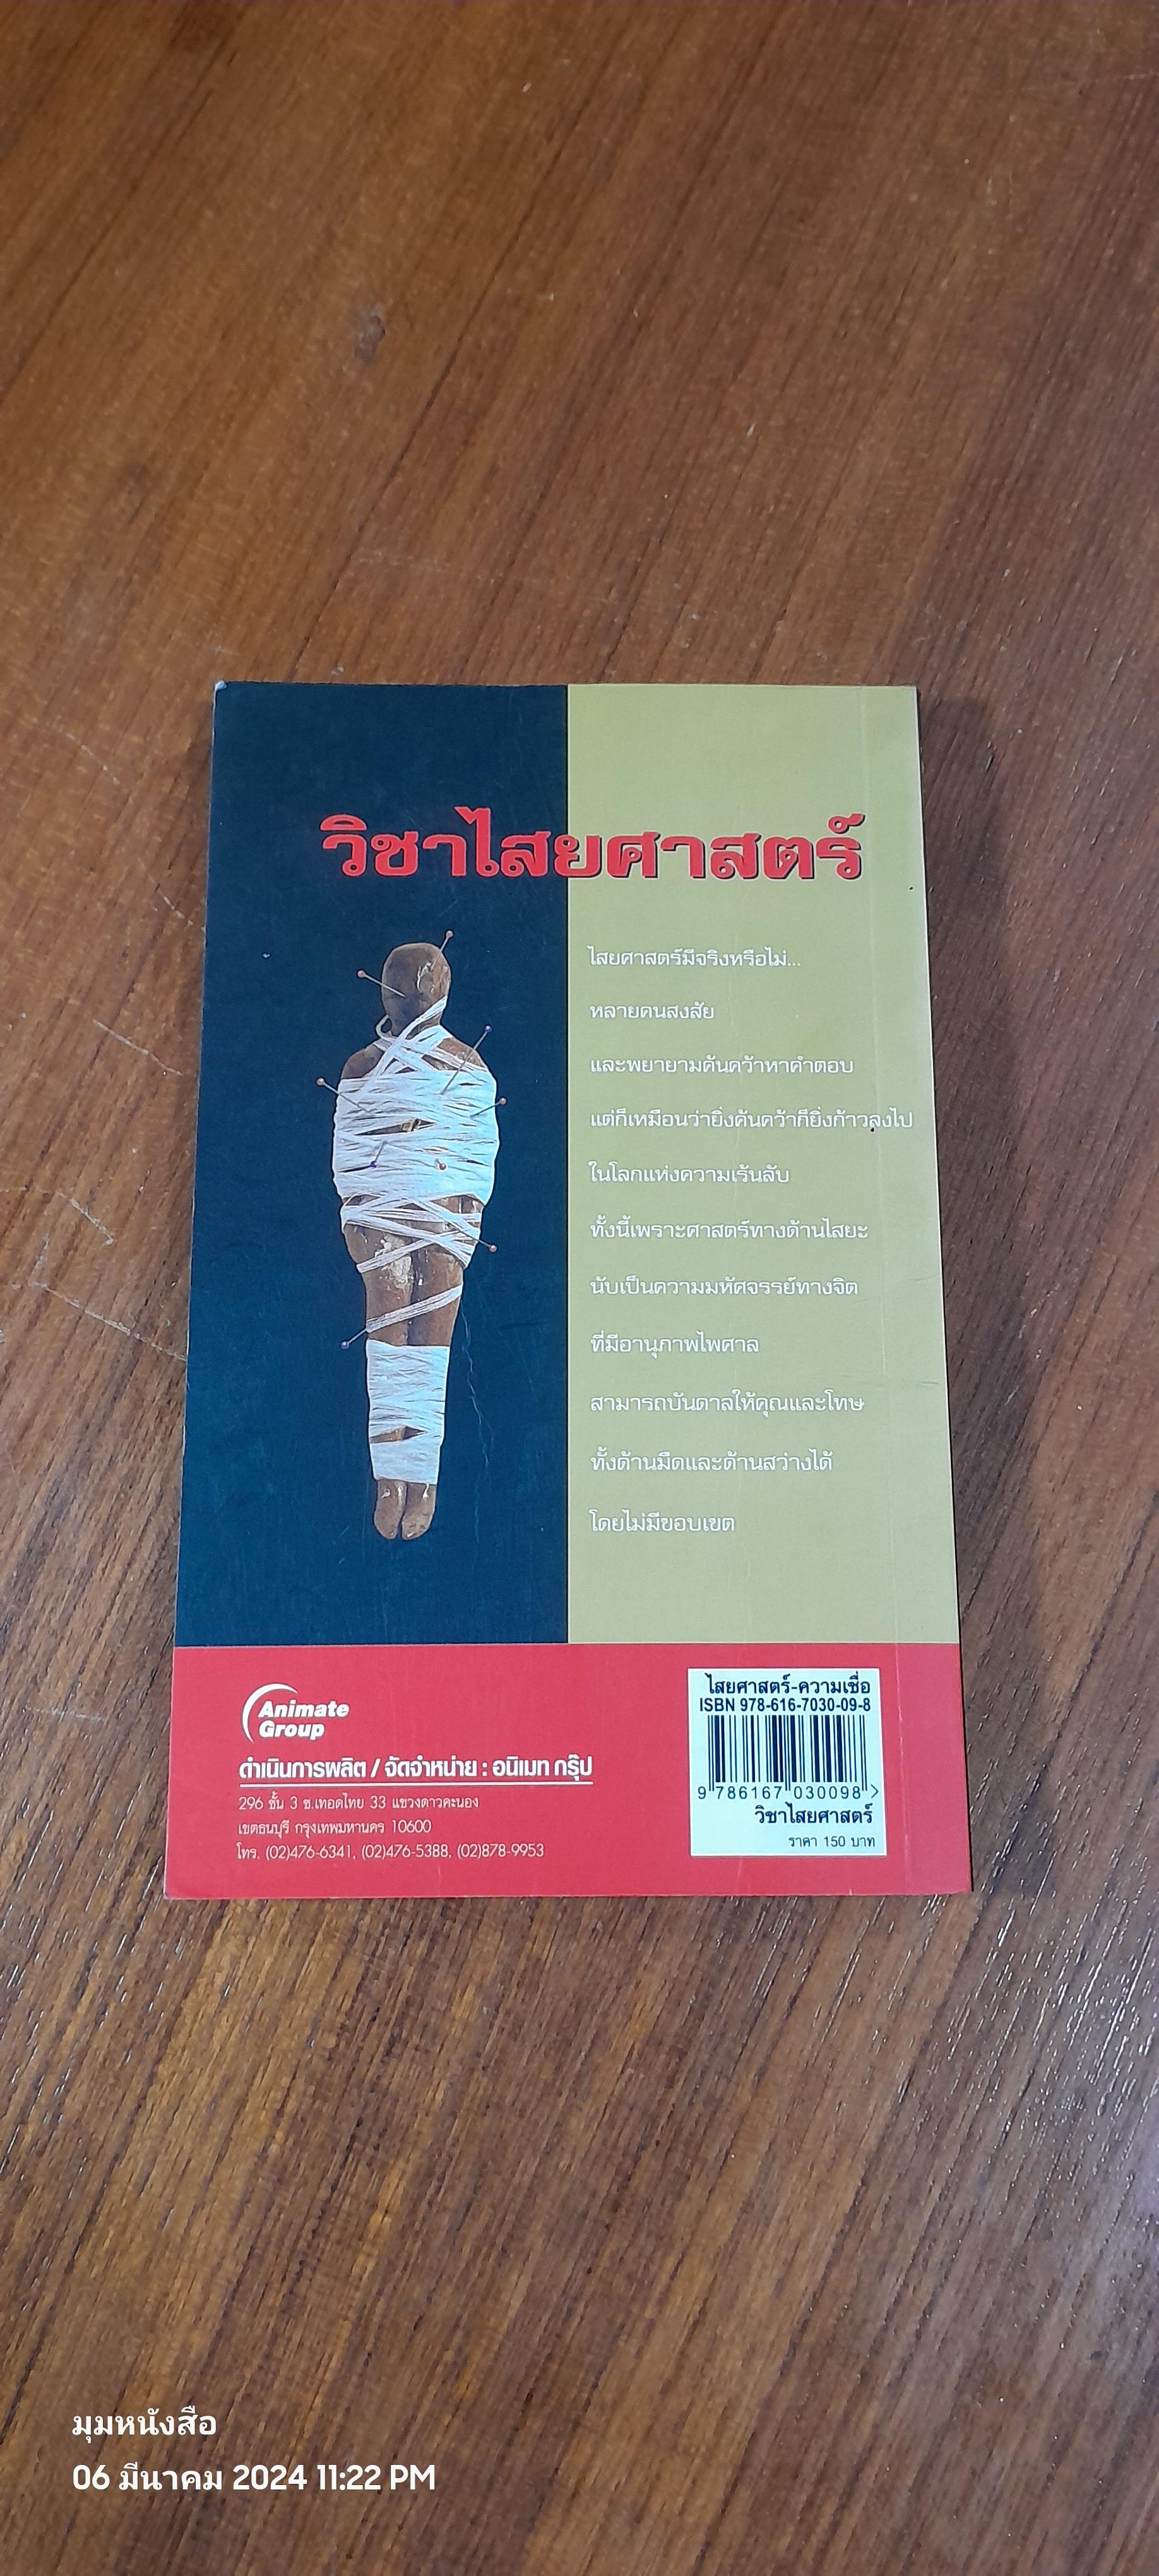 วิชาไสยศาสตร์
ไสยศาสตร์มีจริงหรือไม่...
หลายคนสงสัย
และพยายามค้นคว้าหาคำตอบ
แต่ก็เหมือนว่ายิ่งค้นคว้าก็ยิ่งก้าวลงไป
ในโลกแห่งความเร้นลับ
ทั้งนี้เพราะศาสตร์ทางด้านไสยะ
นับเป็นความมหัศจรรย์ทางจิต
ที่มีอานุภาพไพศาล
สามารถบันดาลให้คุณและโทษ
ทั้งด้านมืดและด้านสว่างได้
โดยไม่มีขอบเขต
Animate
Group
ดำเนินการผลิต / จัดจำหน่าย : อนิเมท กรุ๊ป
296 ชั้น 3 ซ.เทอดไทย 33 แขวงดาวคะนอง
เขตธนบุรี กรุงเทพมหานคร 10600
โทร. (02)476-6341, (02)476-5388, (02)878-9953
ไสยศาสตร์-ความเชื่อ
ISBN 978-616-7030-09-8
9 786167 030098 >
วิชาไสยศาสตร์
ราคา 150 บาท
มุมหนังสือ
06 มีนาคม 2024 11:22 PM